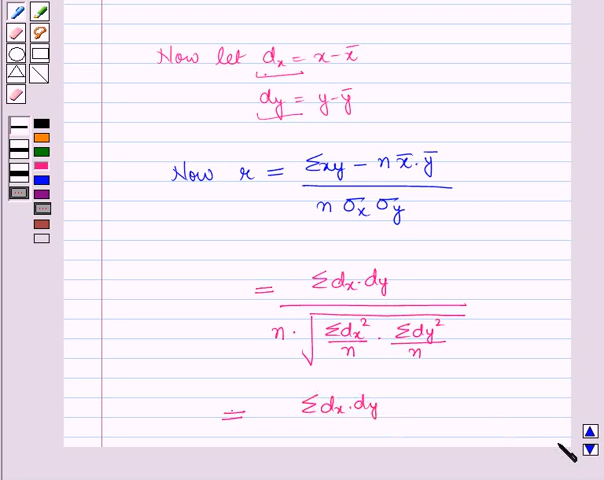 Now let dx = x - x̄
dy = y - ȳ
Now r = (Σxy - n x̄ · ȳ) / (n σx σy)
= (Σdx · dy) / (n · √(Σdx²/n · Σdy²/n))
= Σdx · dy